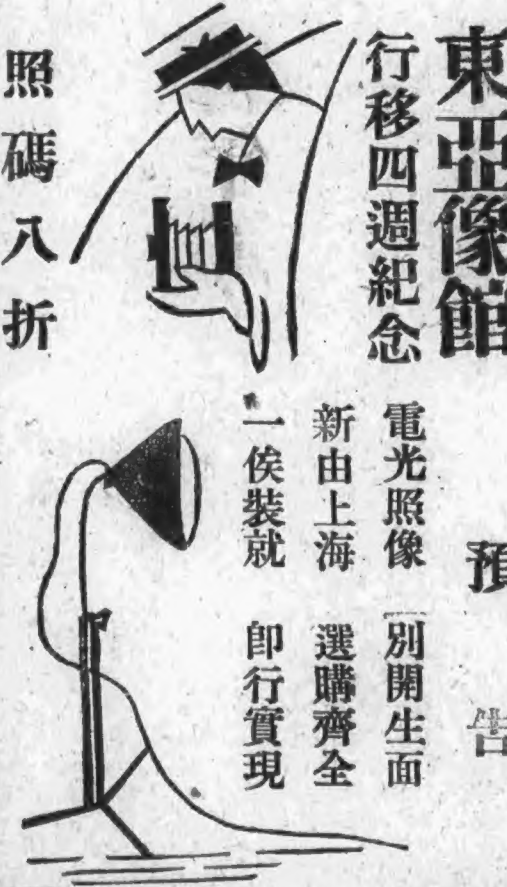 東亞像館
行移四週紀念
照碼八折
預告
電光照像 別開生面
新由上海 選購齊全
一俟裝就 即行實現